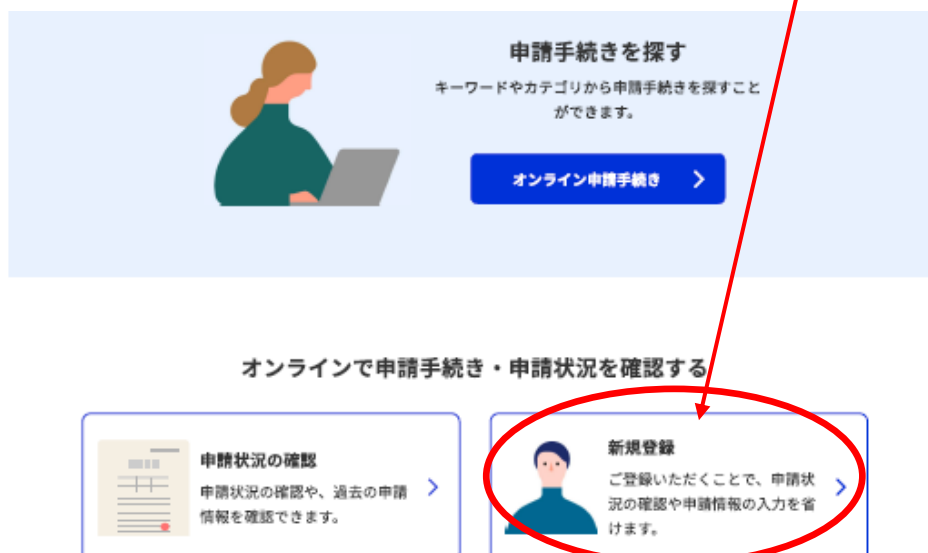 申請手続きを探す
キーワードやカテゴリから申請手続きを探すこと
ができます。
オンライン申請手続き
オンラインで申請手続き・申請状況を確認する
申請状況の確認
申請状況の確認や、過去の申請
情報を確認できます。
新規登録
ご登録いただくことで、申請状
況の確認や申請情報の入力を省
けます。